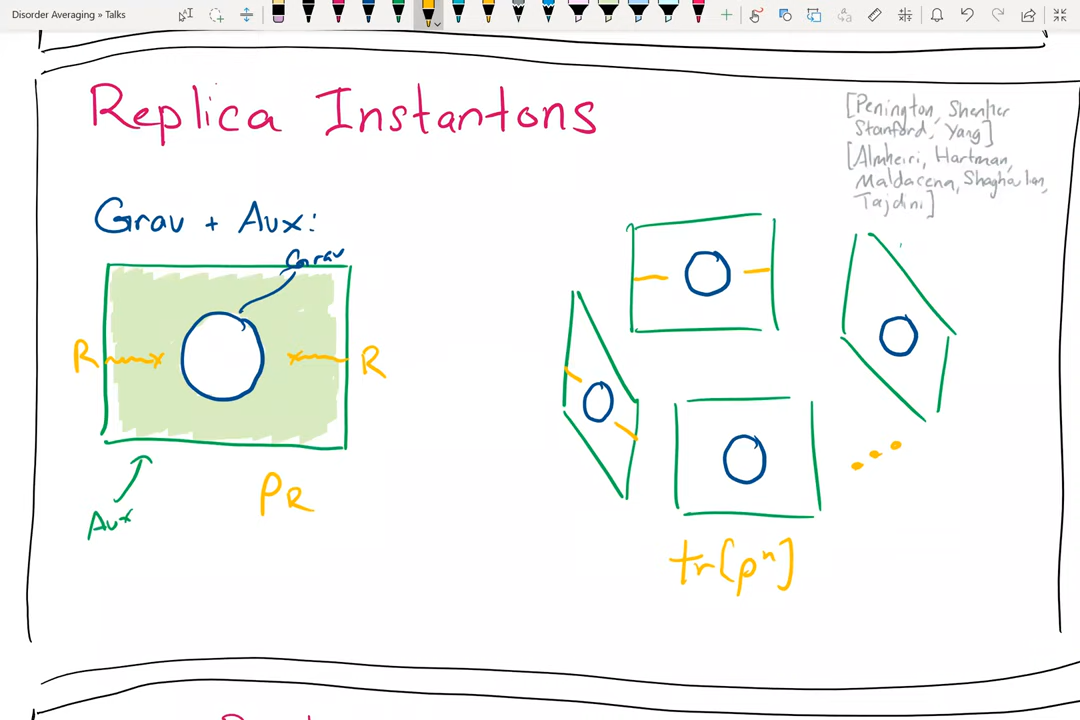 Disorder Averaging » Talks
Replica Instantons
[Penington, Shenker
Stanford, Yang]
[Almheiri, Hartman,
Maldacena, Shaghoulian,
Tajdini]
Grav + Aux:
Grav
R
R
Aux
ρR
tr[ρⁿ]